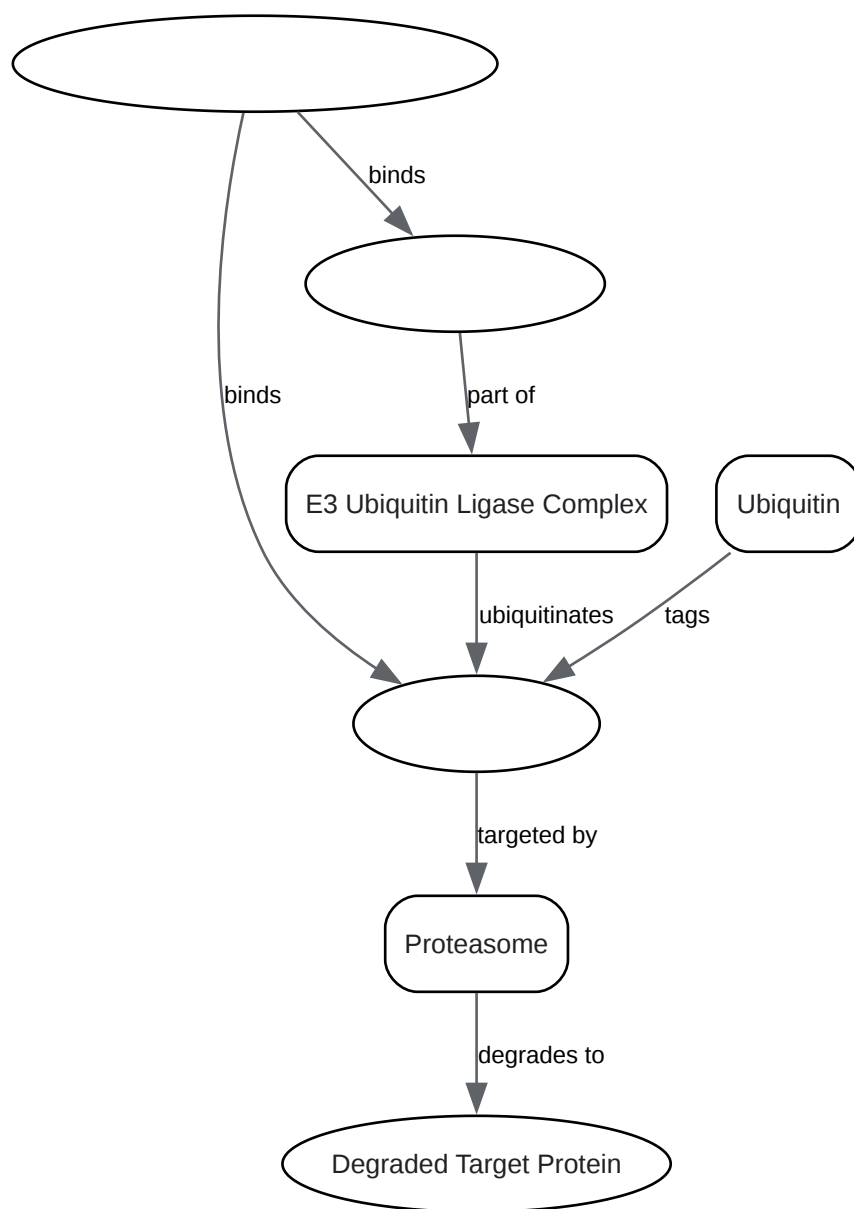 binds
binds
part of
E3 Ubiquitin Ligase Complex
Ubiquitin
ubiquitinates
tags
targeted by
Proteasome
degrades to
Degraded Target Protein